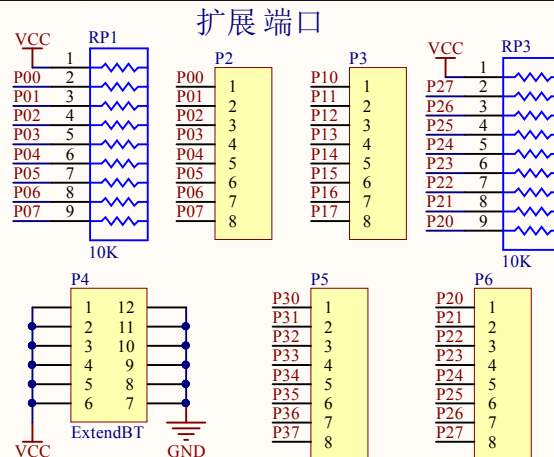 扩展端口
VCC
RP1
1
P00 2
P01 3
P02 4
P03 5
P04 6
P05 7
P06 8
P07 9
10K
P2
P00 1
P01 2
P02 3
P03 4
P04 5
P05 6
P06 7
P07 8
P3
P10 1
P11 2
P12 3
P13 4
P14 5
P15 6
P16 7
P17 8
VCC
RP3
1
P27 2
P26 3
P25 4
P24 5
P23 6
P22 7
P21 8
P20 9
10K
P4
1 12
2 11
3 10
4 9
5 8
6 7
ExtendBT
VCC
GND
P5
P30 1
P31 2
P32 3
P33 4
P34 5
P35 6
P36 7
P37 8
P6
P20 1
P21 2
P22 3
P23 4
P24 5
P25 6
P26 7
P27 8